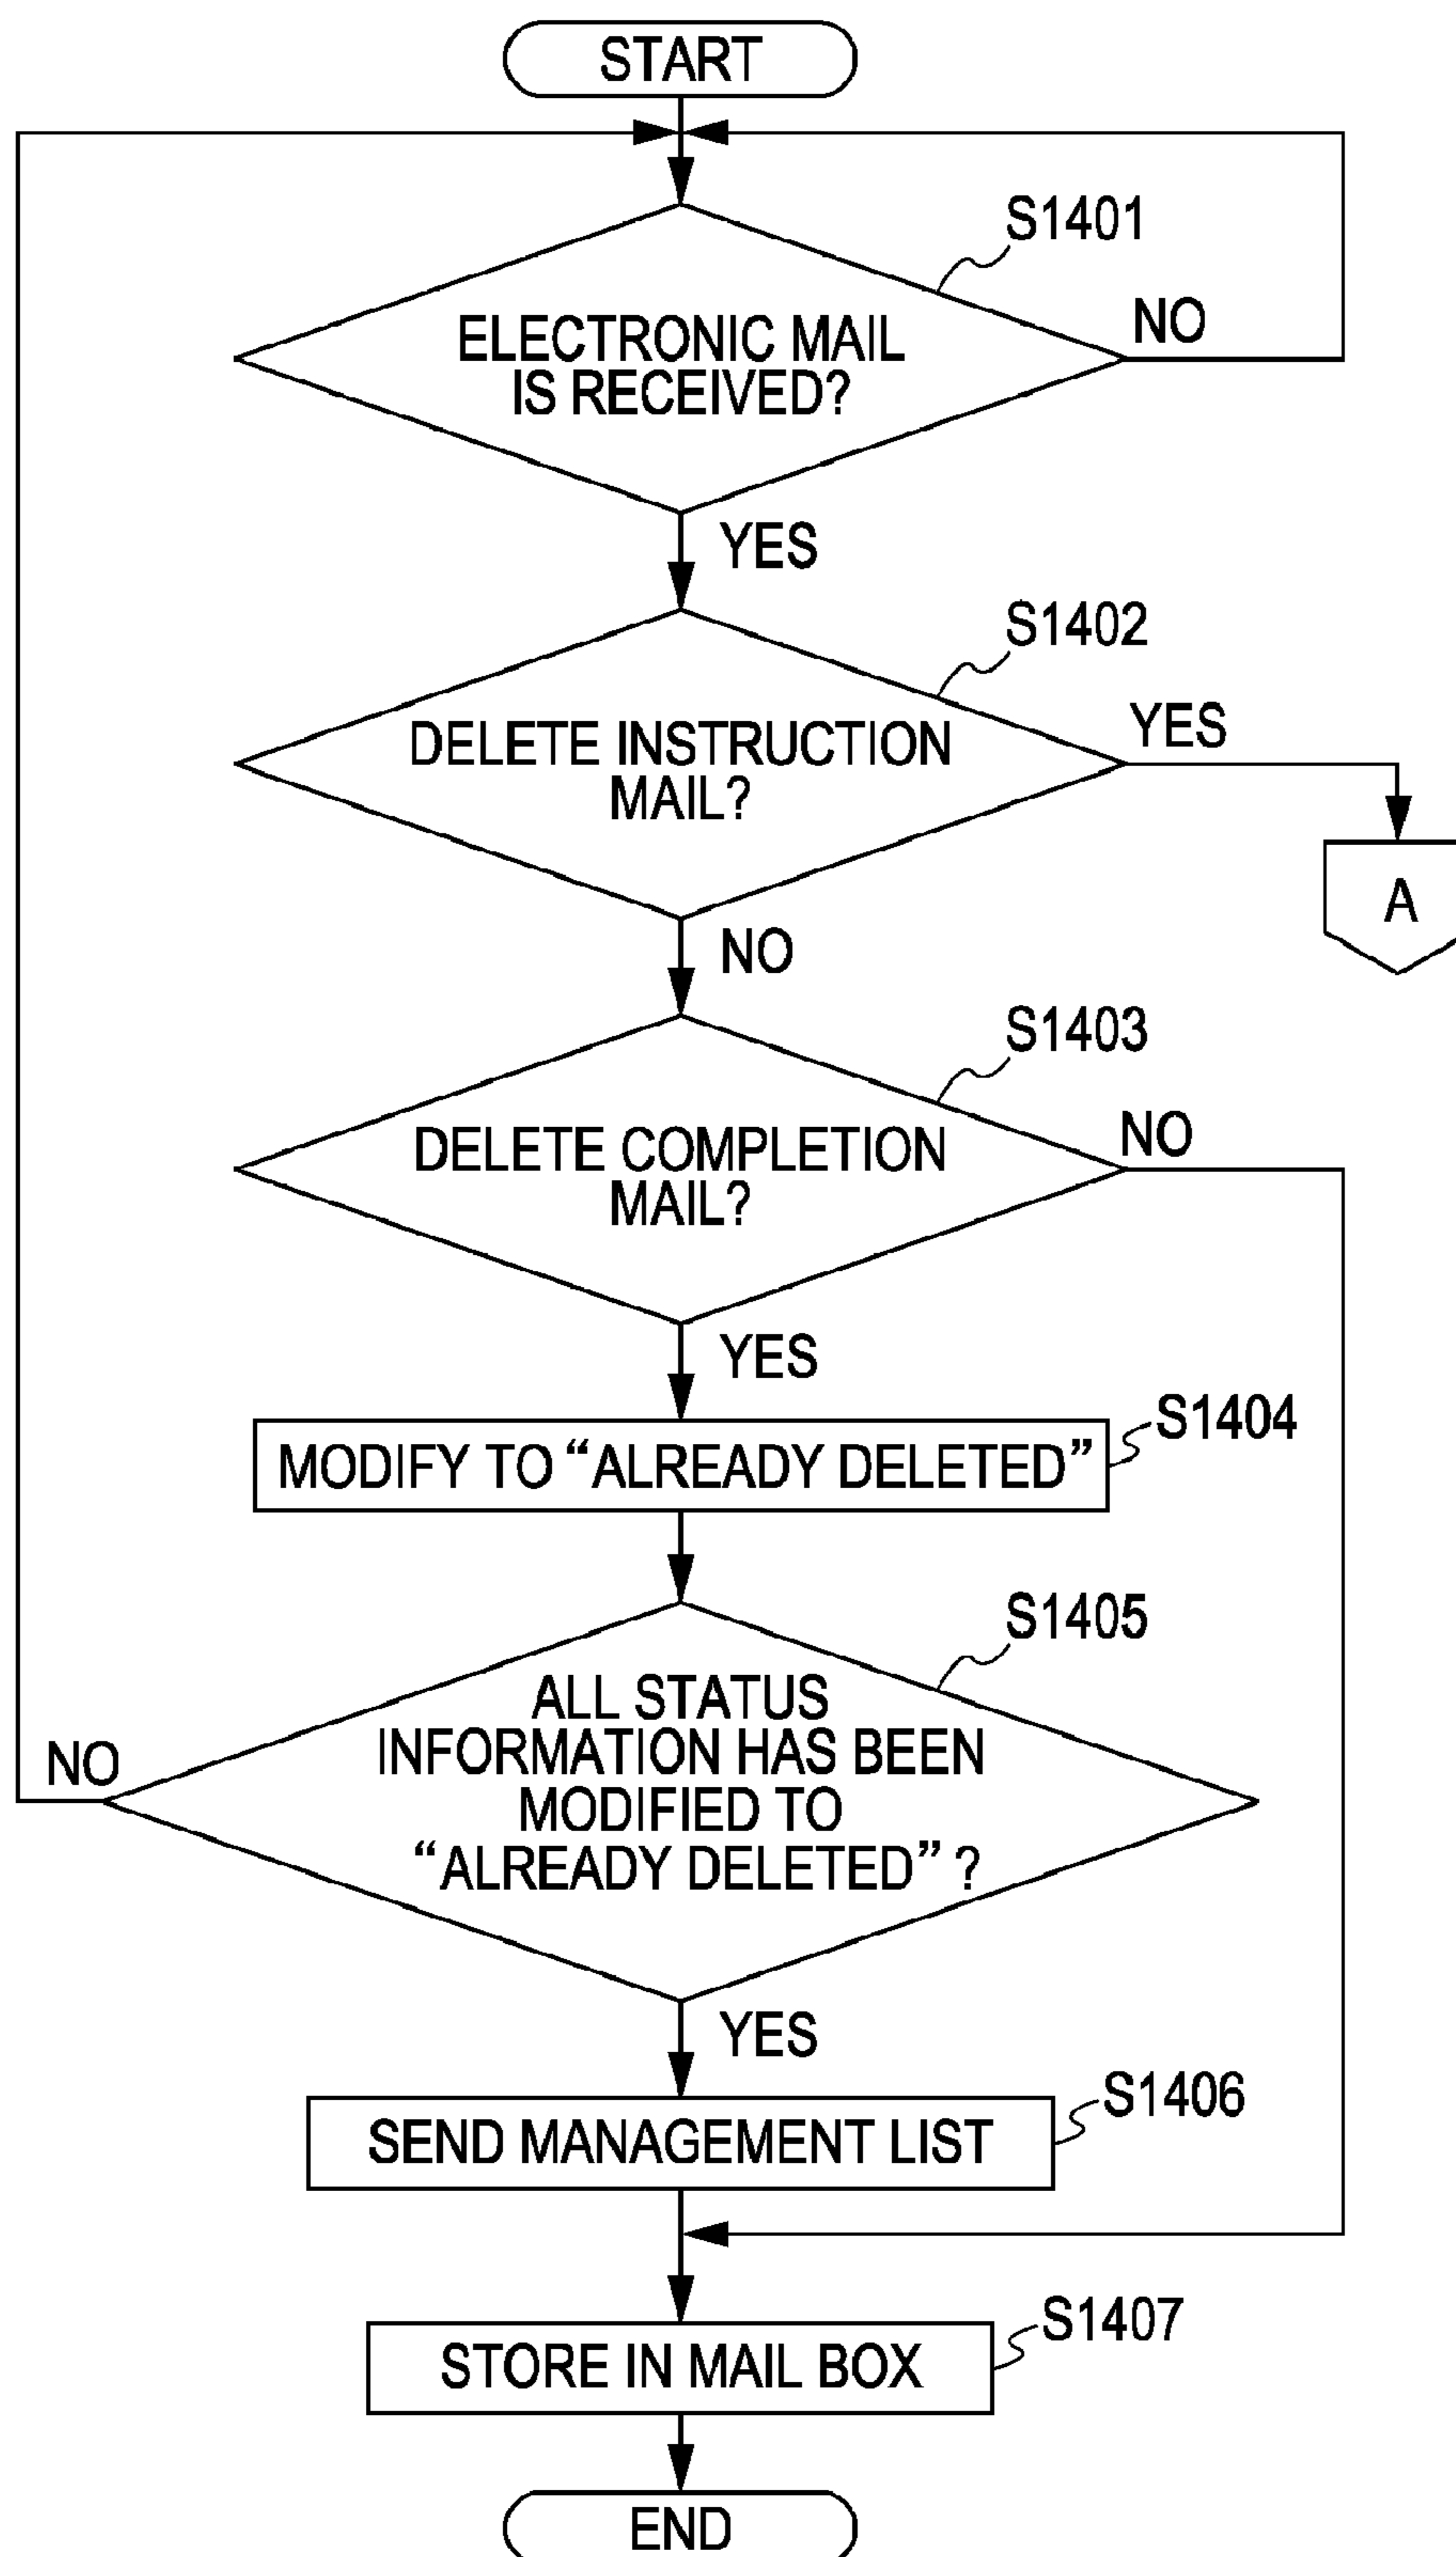 START
S1401
ELECTRONIC MAIL
IS RECEIVED?
NO
YES
S1402
DELETE INSTRUCTION
MAIL?
YES
A
NO
S1403
DELETE COMPLETION
MAIL?
NO
YES
S1404
MODIFY TO “ALREADY DELETED”
S1405
ALL STATUS
INFORMATION HAS BEEN
MODIFIED TO
“ALREADY DELETED” ?
NO
YES
S1406
SEND MANAGEMENT LIST
S1407
STORE IN MAIL BOX
END